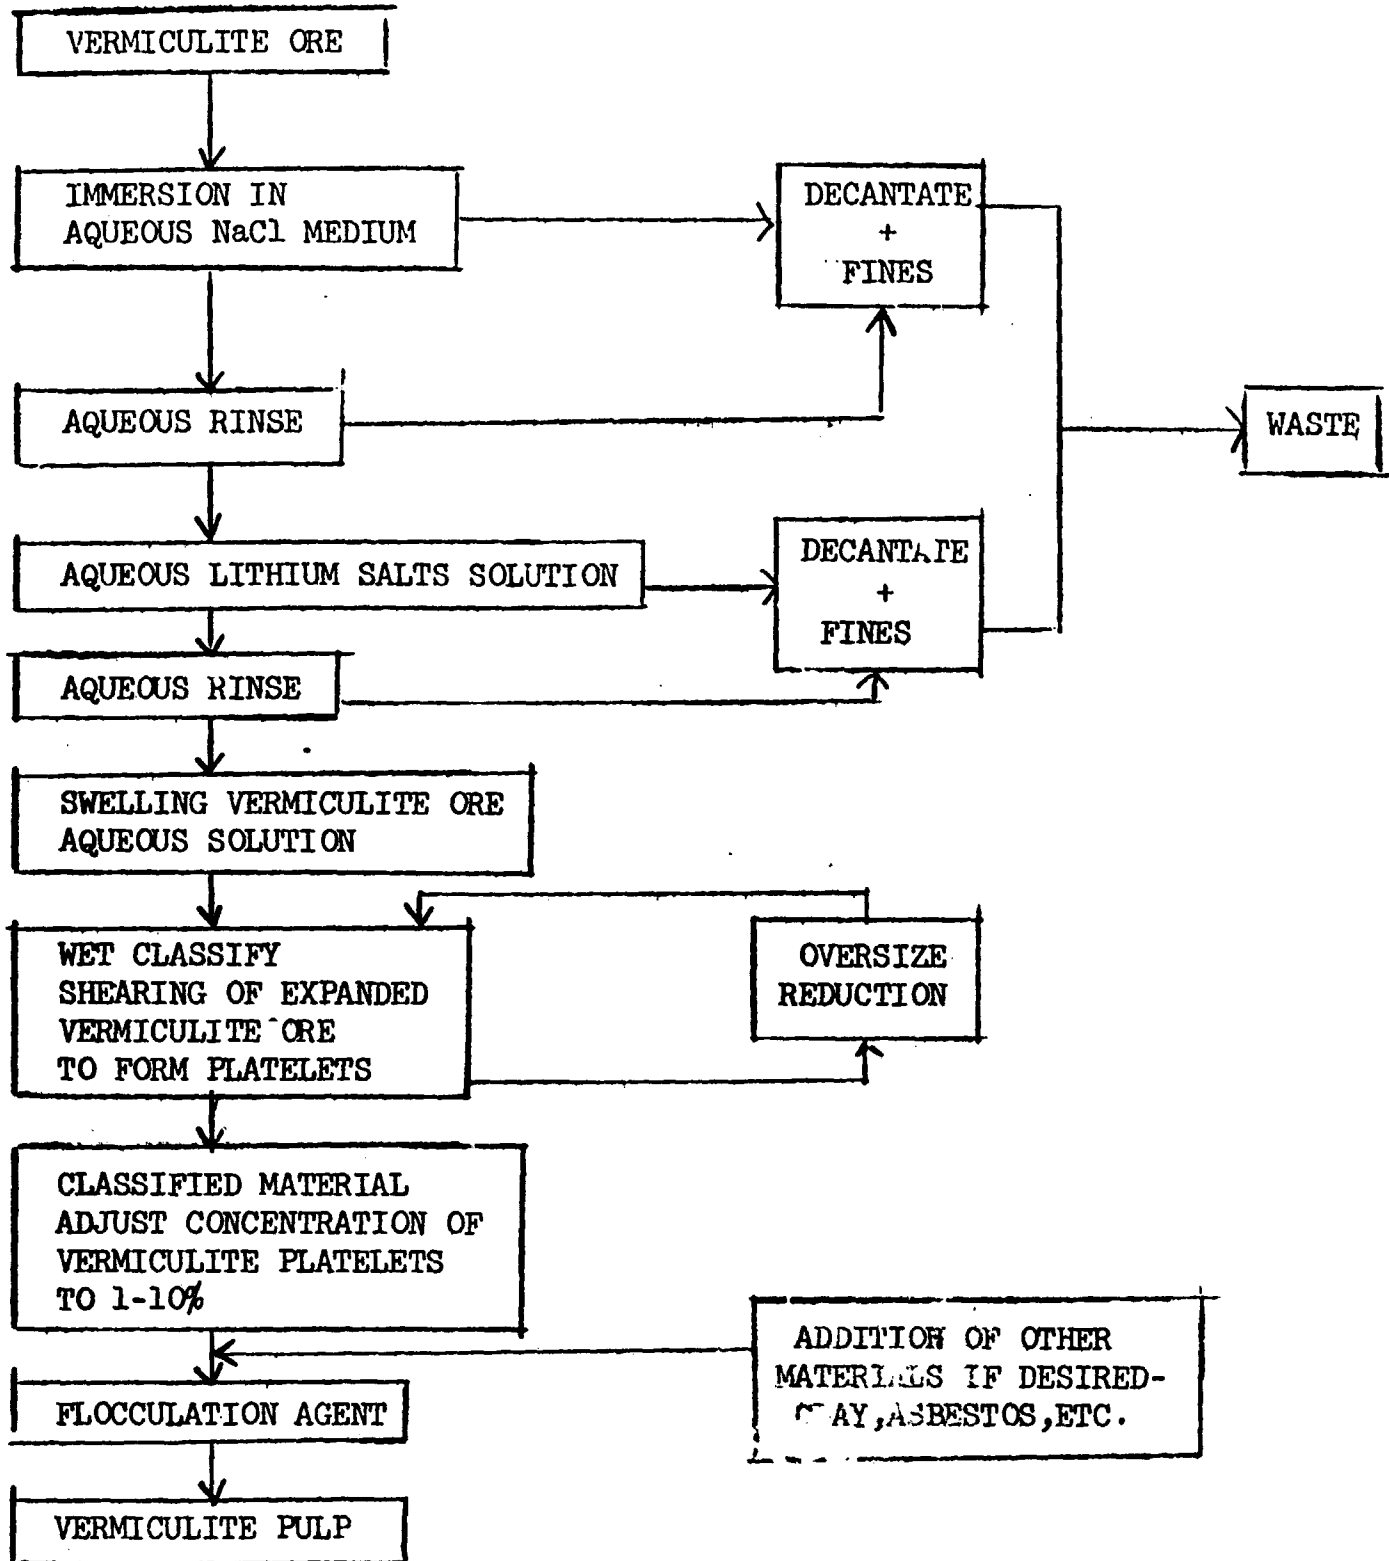 VERMICULITE ORE
IMMERSION IN
AQUEOUS NaCl MEDIUM
DECANTATE
+
FINES
AQUEOUS RINSE
WASTE
AQUEOUS LITHIUM SALTS SOLUTION
DECANTATE
+
FINES
AQUEOUS RINSE
SWELLING VERMICULITE ORE
AQUEOUS SOLUTION
WET CLASSIFY
SHEARING OF EXPANDED
VERMICULITE ORE
TO FORM PLATELETS
OVERSIZE
REDUCTION
CLASSIFIED MATERIAL
ADJUST CONCENTRATION OF
VERMICULITE PLATELETS
TO 1-10%
ADDITION OF OTHER
MATERIALS IF DESIRED-
CLAY,ASBESTOS,ETC.
FLOCCULATION AGENT
VERMICULITE PULP